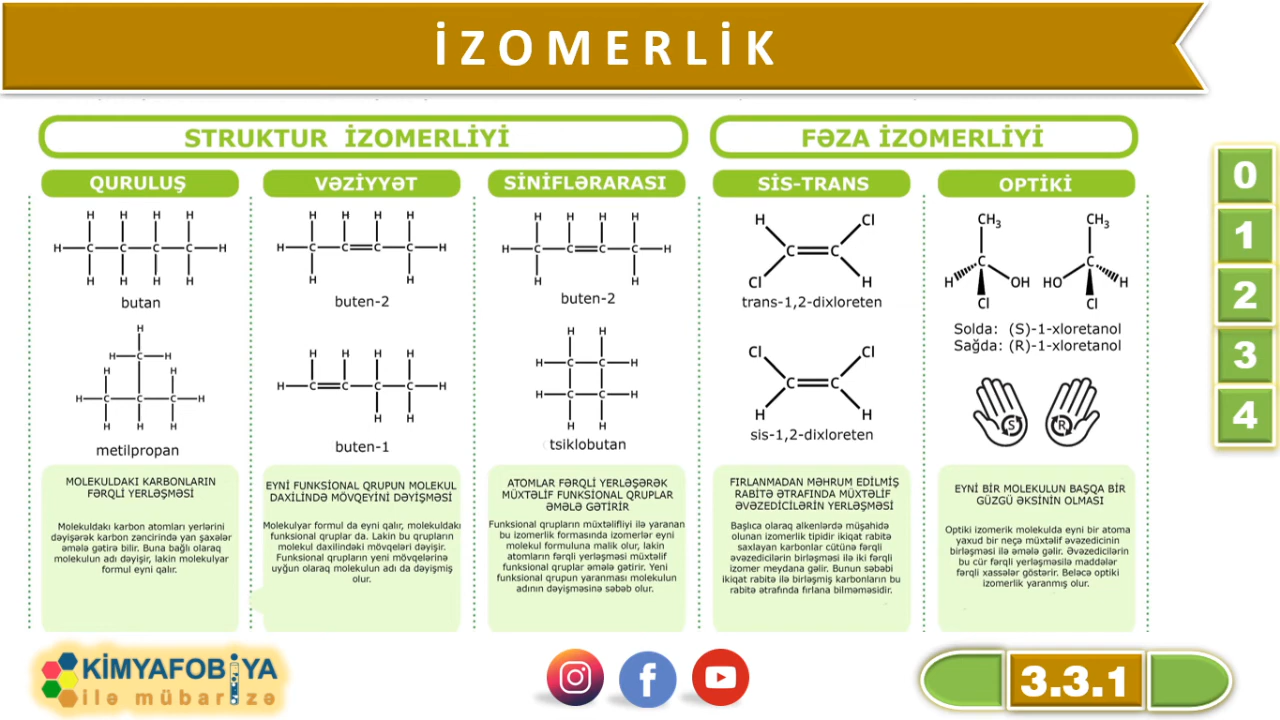 İZOMERLİK
STRUKTUR İZOMERLİYİ
FƏZA İZOMERLİYİ
QURULUŞ
VƏZİYYƏT
SİNİFLƏRARASI
SİS-TRANS
OPTİKİ
0
1
2
3
4
H H H H
H C C C C H
H H H H
butan
H
H C H
H H
H C C C H
H H H
metilpropan
MOLEKULDAKI KARBONLARIN
FƏRQLİ YERLƏŞMƏSİ
Molekuldakı karbon atomları yerlərini
dəyişərək karbon zəncirində yan şaxələr
əmələ gətirə bilir. Buna bağlı olaraq
molekulun adı dəyişir, lakin molekulyar
formul eyni qalır.
H H H H
H C C C C H
H H
buten-2
H H H H
H C C C C H
H H
buten-1
EYNİ FUNKSİONAL QRUPUN MOLEKUL
DAXİLİNDƏ MÖVQEYİNİ DƏYİŞMƏSİ
Molekulyar formul da eyni qalır, molekuldakı
funksional qruplar da. Lakin bu qrupların
molekul daxilindəki mövqeləri dəyişir.
Funksional qrupların yeni mövqelərinə
uyğun olaraq molekulun adı da dəyişmiş
olur.
H H H H
H C C C C H
H H
buten-2
H H
H C C H
H C C H
H H
tsiklobutan
ATOMLAR FƏRQLİ YERLƏŞƏRƏK
MÜXTƏLİF FUNKSİONAL QRUPLAR
ƏMƏLƏ GƏTİRİR
Funksional qrupların müxtəlifliyi ilə yaranan
bu izomerlik formasında izomerlər eyni
molekul formuluna malik olur, lakin
atomların fərqli yerləşməsi müxtəlif
funksional qruplar əmələ gətirir. Yeni
funksional qrupun yaranması molekulun
adının dəyişməsinə səbəb olur.
H Cl
C C
Cl H
trans-1,2-dixloreten
Cl Cl
C C
H H
sis-1,2-dixloreten
FIRLANMADAN MƏHRUM EDİLMİŞ
RABİTƏ ƏTRAFINDA MÜXTƏLİF
ƏVƏZEDİCİLƏRİN YERLƏŞMƏSİ
Başlıca olaraq alkenlərdə müşahidə
olunan izomerlik tipidir ikiqat rabitə
saxlayan karbonlar cütünə fərqli
əvəzedicilərin birləşməsi ilə iki fərqli
izomer meydana gəlir. Bunun səbəbi
ikiqat rabitə ilə birləşmiş karbonların bu
rabitə ətrafında fırlana bilməməsidir.
CH3 CH3
C C
H OH HO H
Cl Cl
Solda: (S)-1-xloretanol
Sağda: (R)-1-xloretanol
S R
EYNİ BİR MOLEKULUN BAŞQA BİR
GÜZGÜ ƏKSİNİN OLMASI
Optiki izomerik molekulda eyni bir atoma
yaxud bir neçə müxtəlif əvəzedicinin
birləşməsi ilə əmələ gəlir. Əvəzedicilərin
bu cür fərqli yerləşməsilə maddələr
fərqli xassələr göstərir. Beləcə optiki
izomerlik yaranmış olur.
KİMYAFOBİYA
ilə mübarizə
f
3.3.1